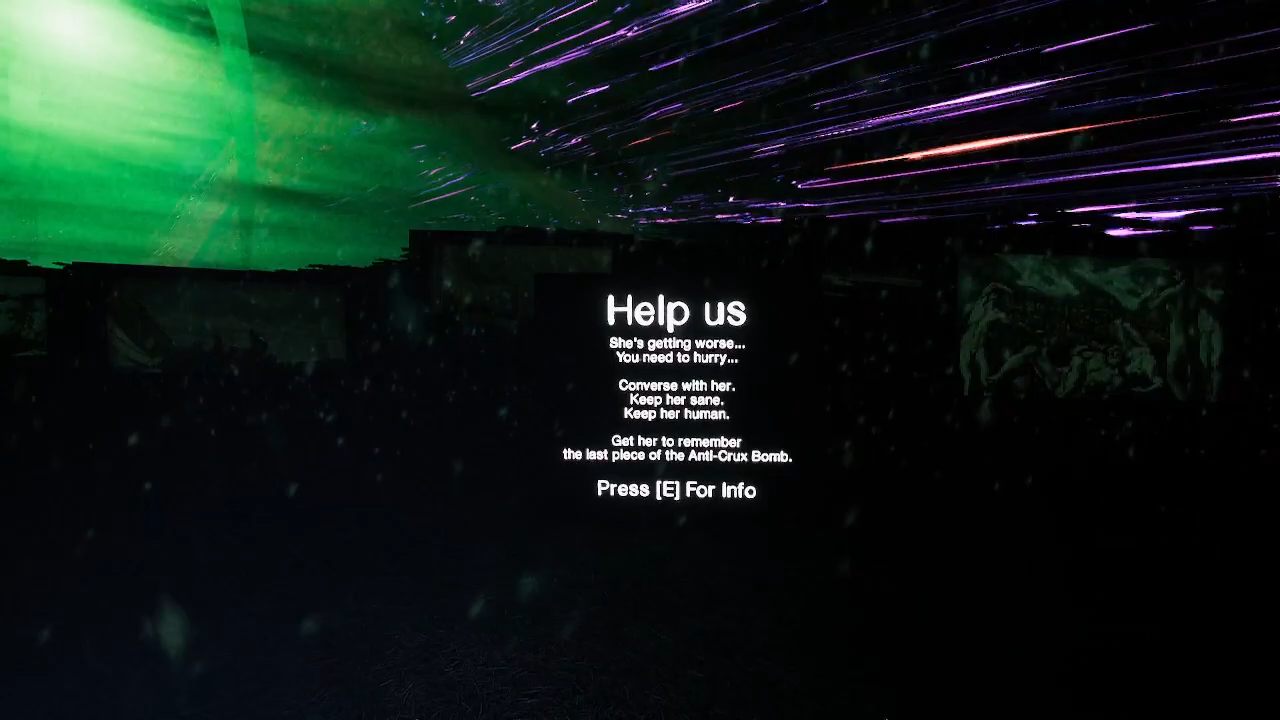 Help us
She's getting worse...
You need to hurry...
Converse with her.
Keep her sane.
Keep her human.
Get her to remember
the last piece of the Anti-Crux Bomb.
Press [E] For Info